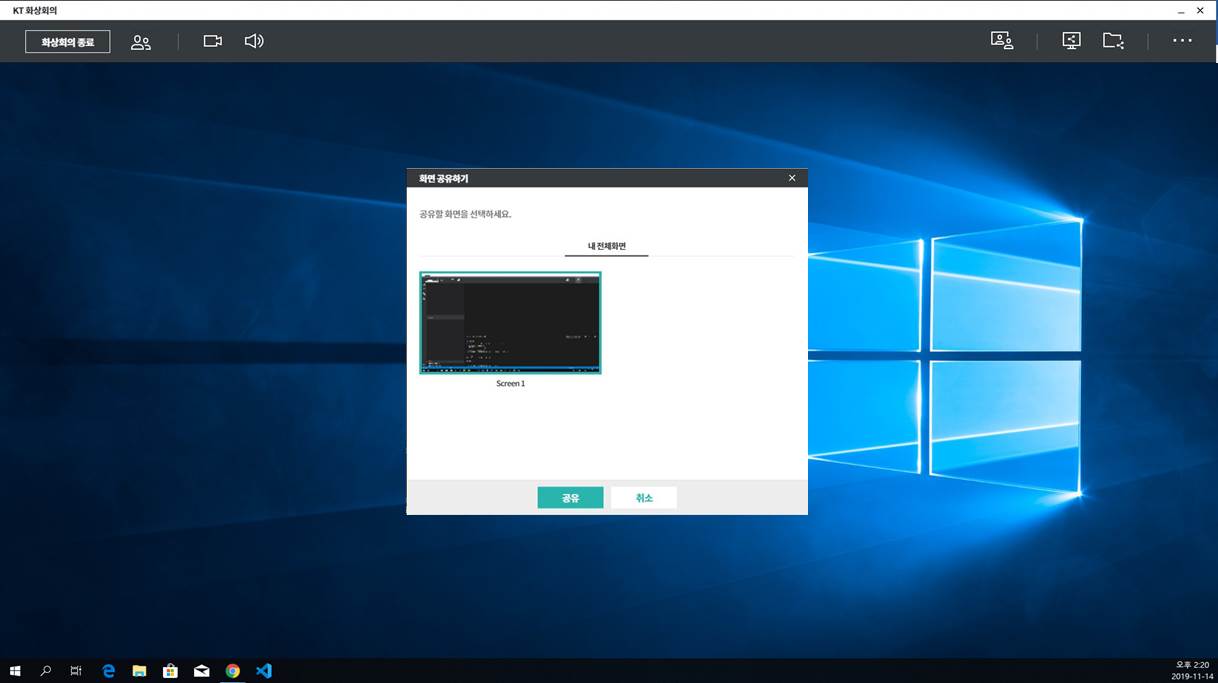 KT 화상회의
화상회의 종료
화면 공유하기
공유할 화면을 선택하세요.
내 전체화면
Screen 1
공유
취소
오후 2:20
2019-11-14